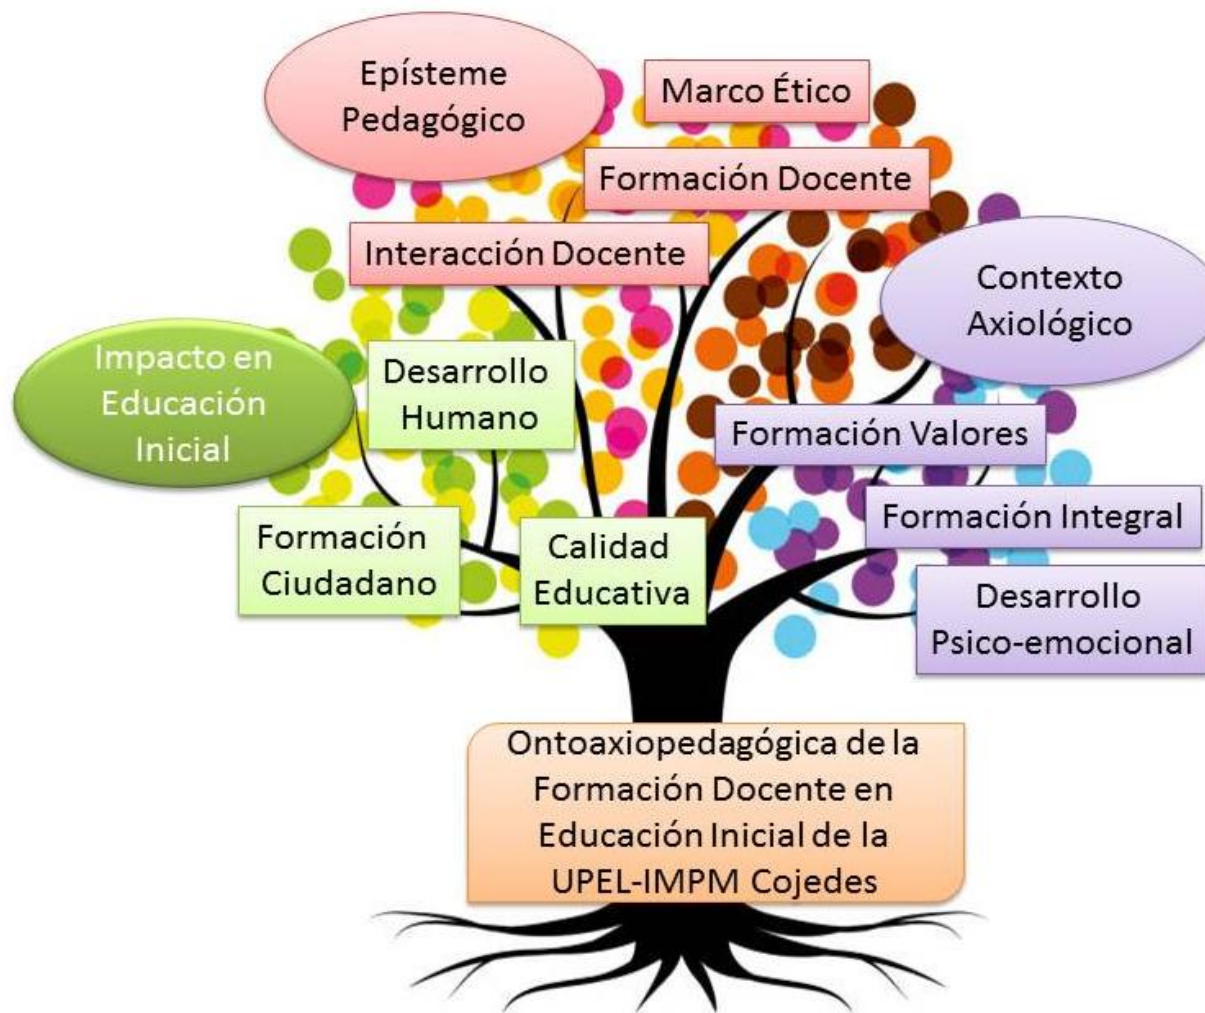 Epísteme
Pedagógico
Marco Ético
Formación Docente
Interacción Docente
Contexto
Axiológico
Impacto en
Educación
Inicial
Desarrollo
Humano
Formación Valores
Formación
Ciudadano
Calidad
Educativa
Formación Integral
Desarrollo
Psico-emocional
Ontoaxiopedagógica de la
Formación Docente en
Educación Inicial de la
UPEL-IMPM Cojedes